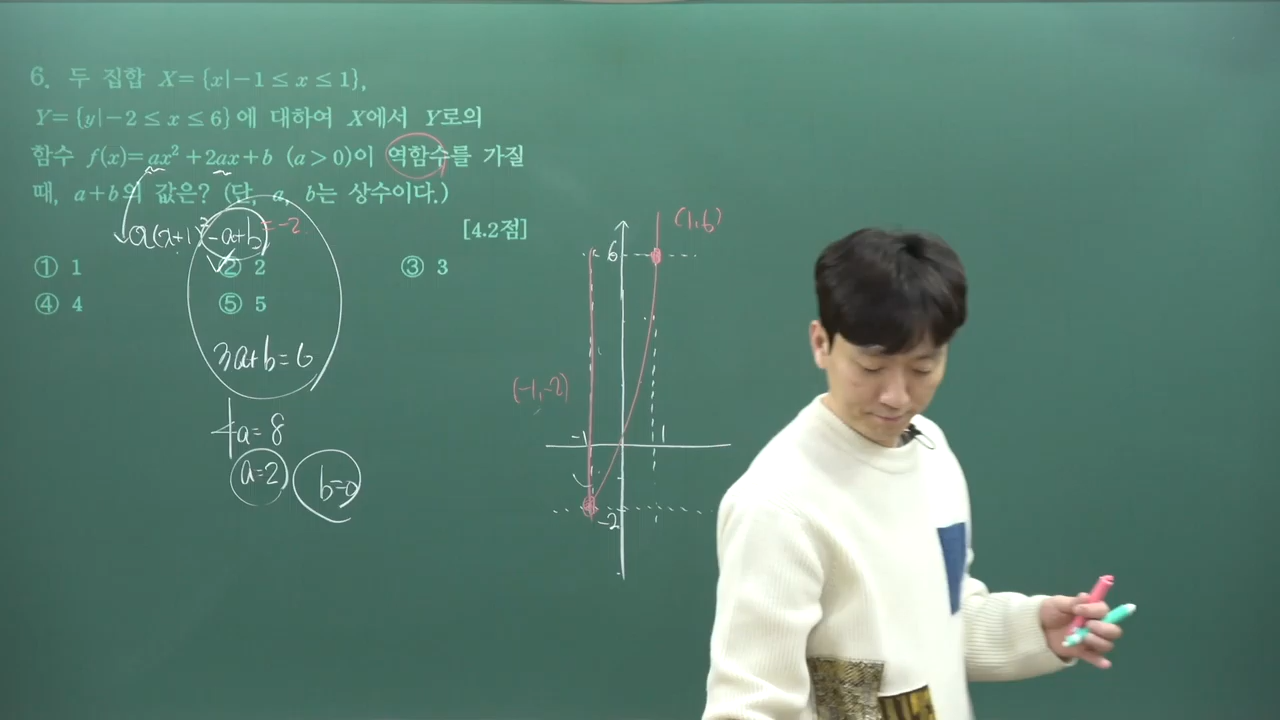 6. 두 집합 X={x|-1≤x≤1},
Y={y|-2≤x≤6}에 대하여 X에서 Y로의
함수 f(x)=ax²+2ax+b (a>0)이 역함수를 가질
때, a+b의 값은? (단, a, b는 상수이다.)
[4.2점]
a(x+1)² -a+b =-2
① 1 ② 2 ③ 3
④ 4 ⑤ 5
3a+b=6
4a=8
a=2 b=0
(1,6)
6
(-1,-2)
-1 1
-2